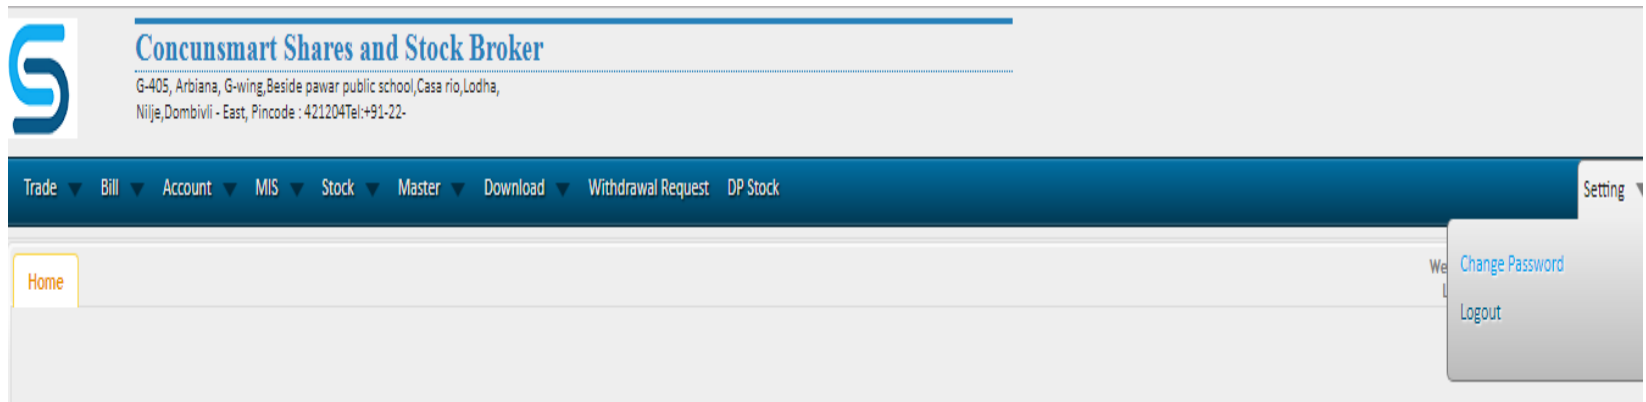 Concunsmart Shares and Stock Broker
G-405, Arbiana, G-wing,Beside pawar public school,Casa rio,Lodha,
Nilje,Dombivli - East, Pincode : 421204Tel:+91-22-
Trade Bill Account MIS Stock Master Download Withdrawal Request DP Stock Setting
Home
Change Password
Logout